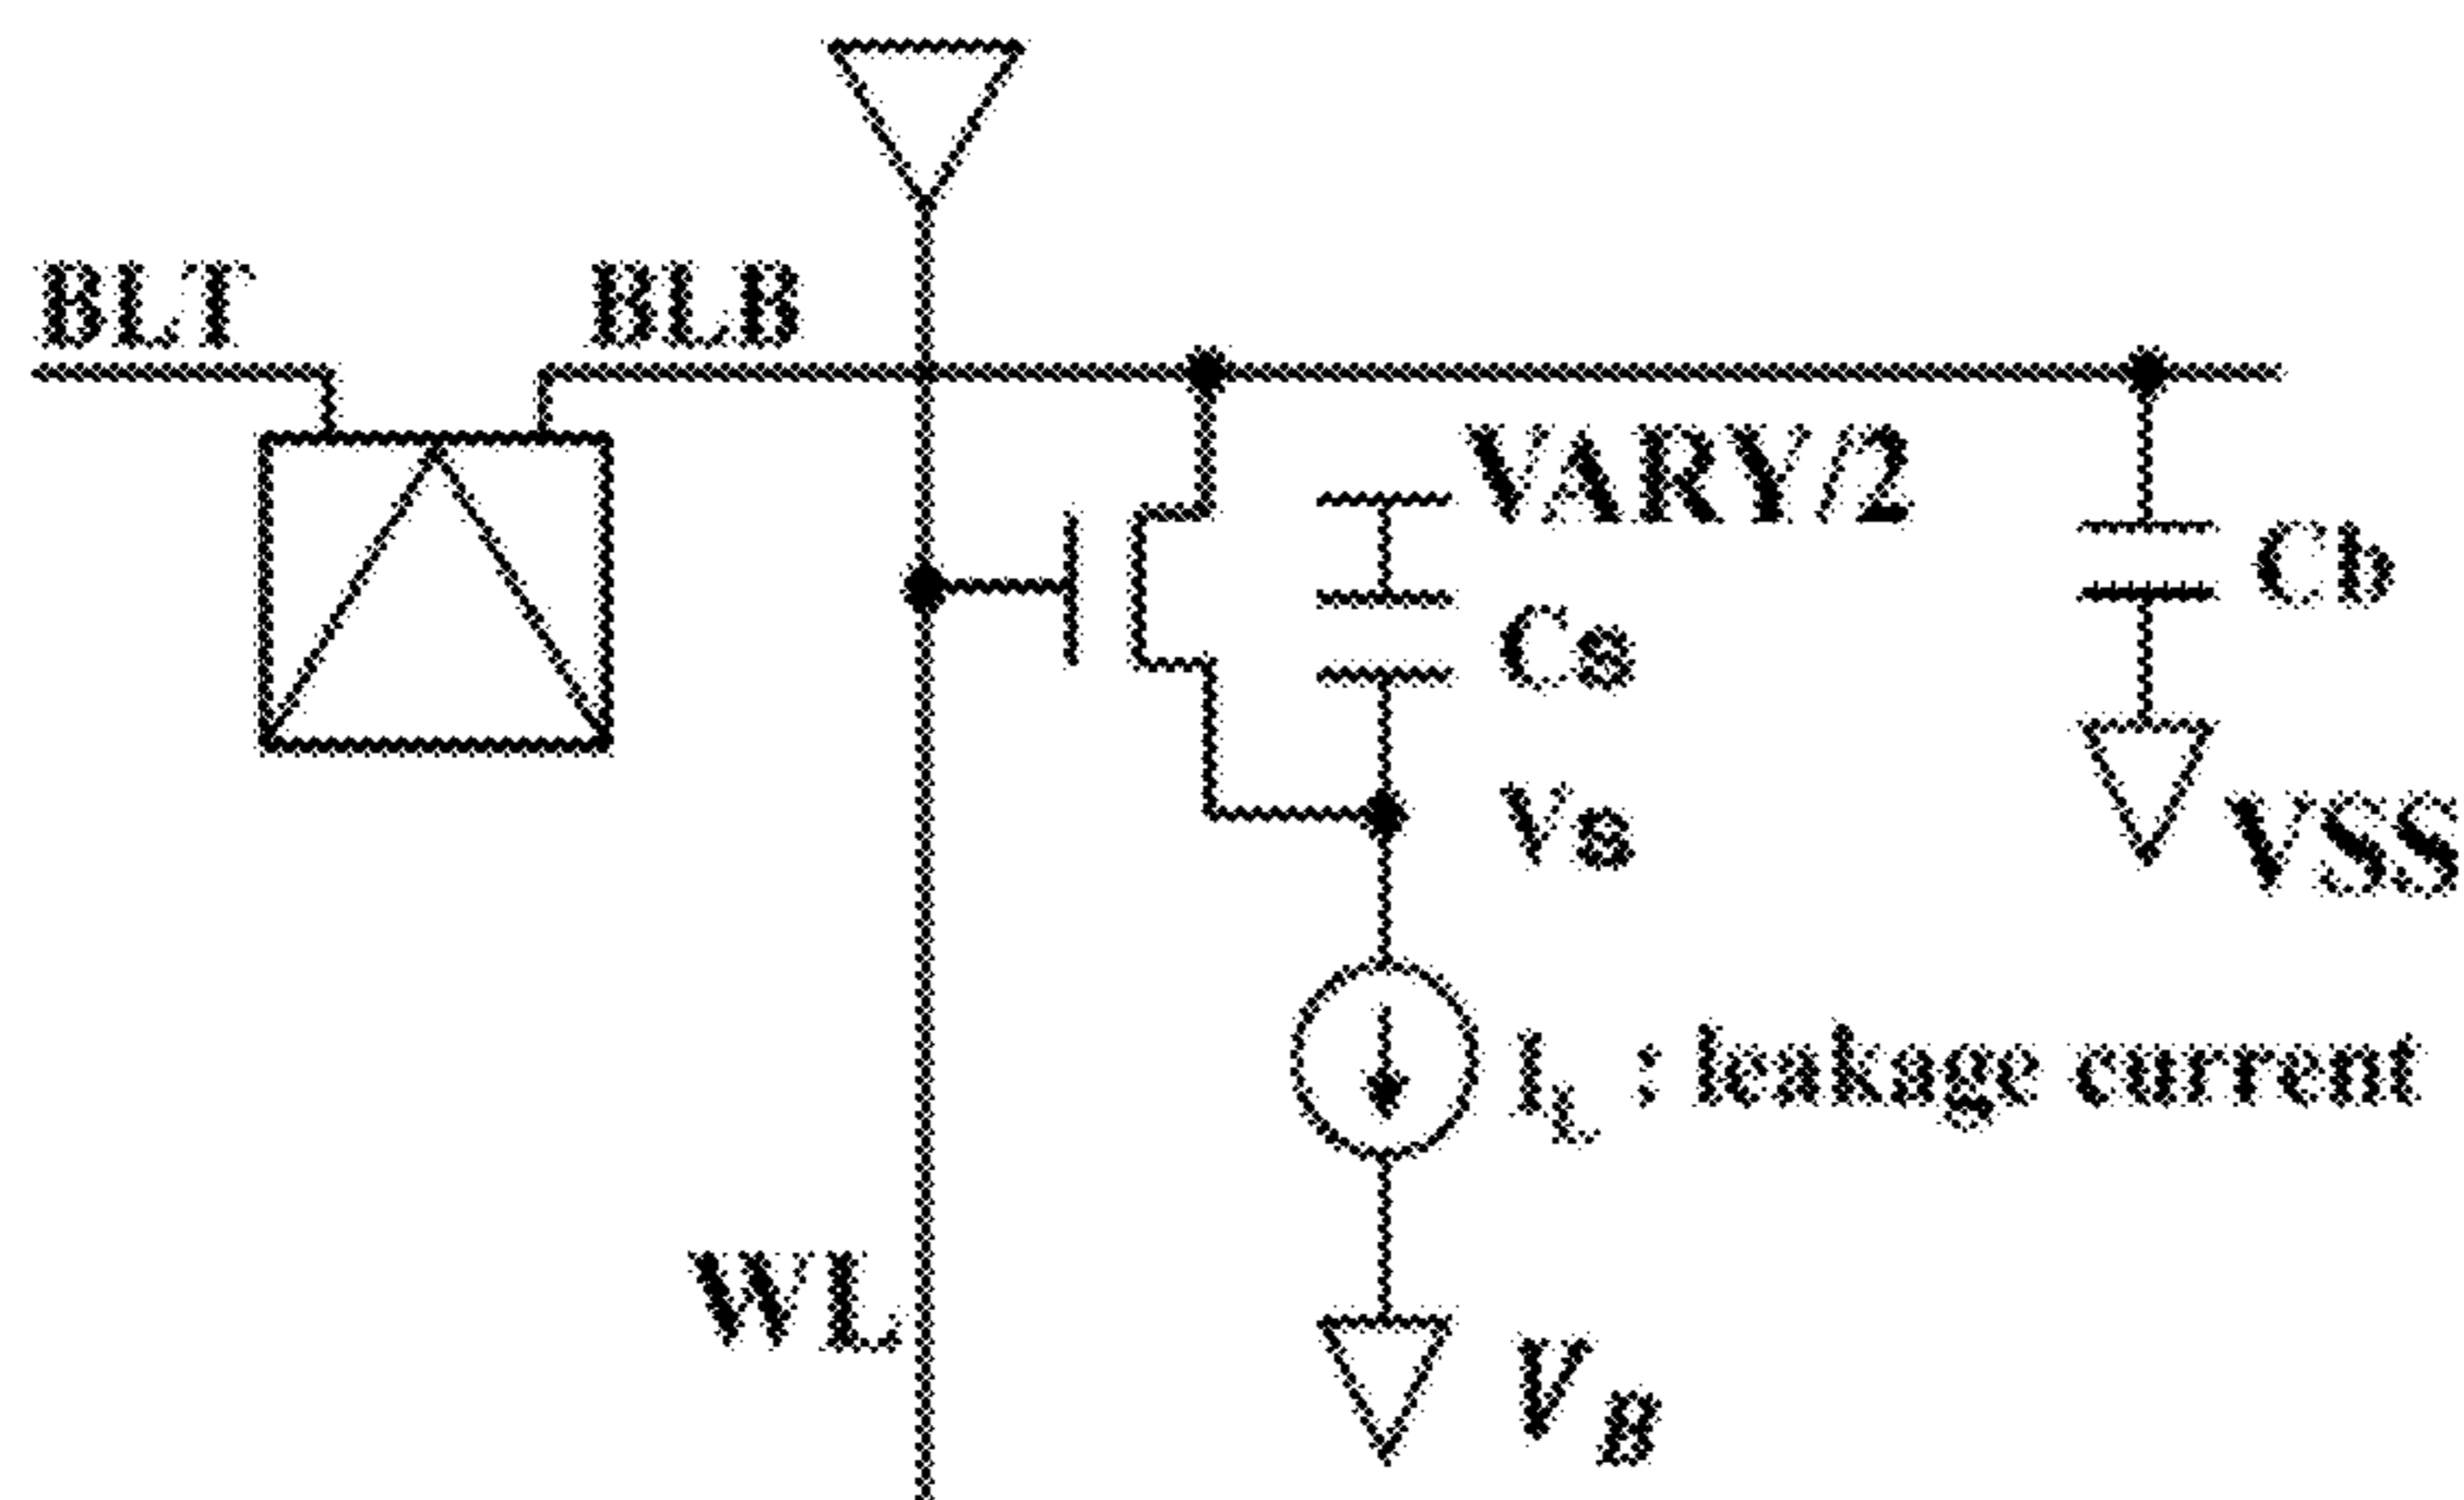 BLT
BLB
VARY/2
Cb
Cs
Vs
VSS
IL : leakage current
WL
VB